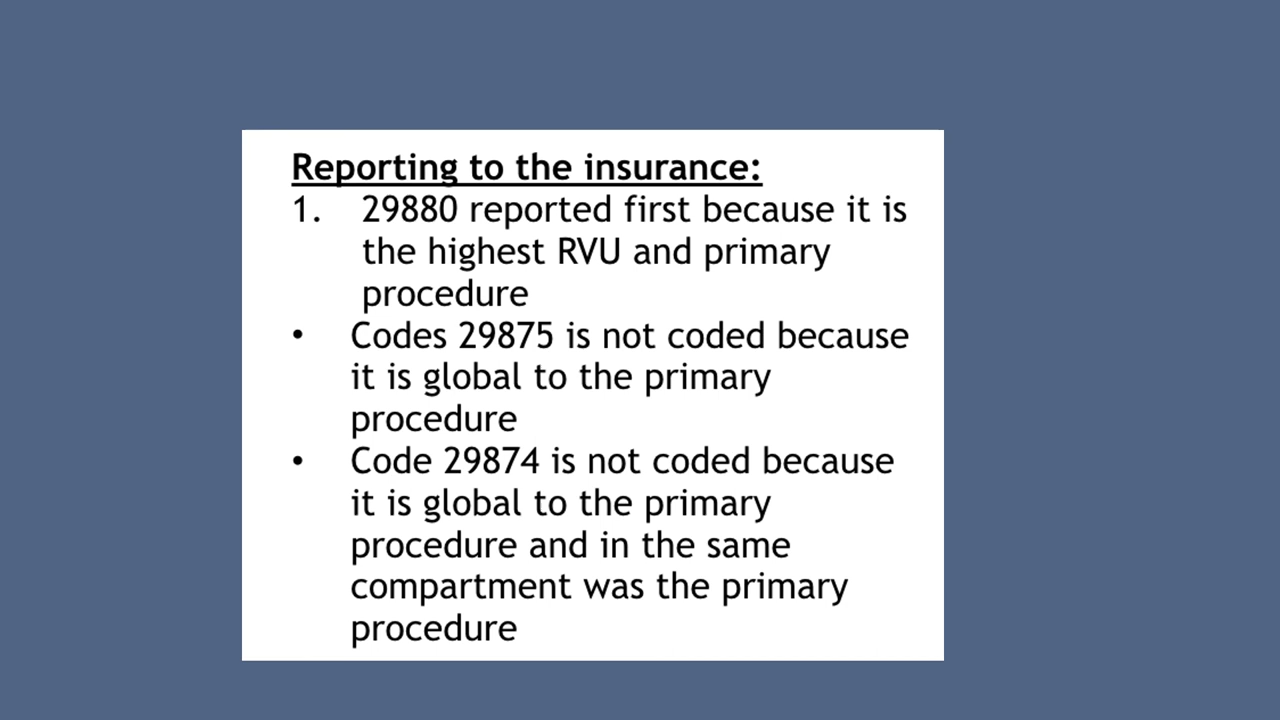 Reporting to the insurance:
1. 29880 reported first because it is
the highest RVU and primary
procedure
• Codes 29875 is not coded because
it is global to the primary
procedure
• Code 29874 is not coded because
it is global to the primary
procedure and in the same
compartment was the primary
procedure